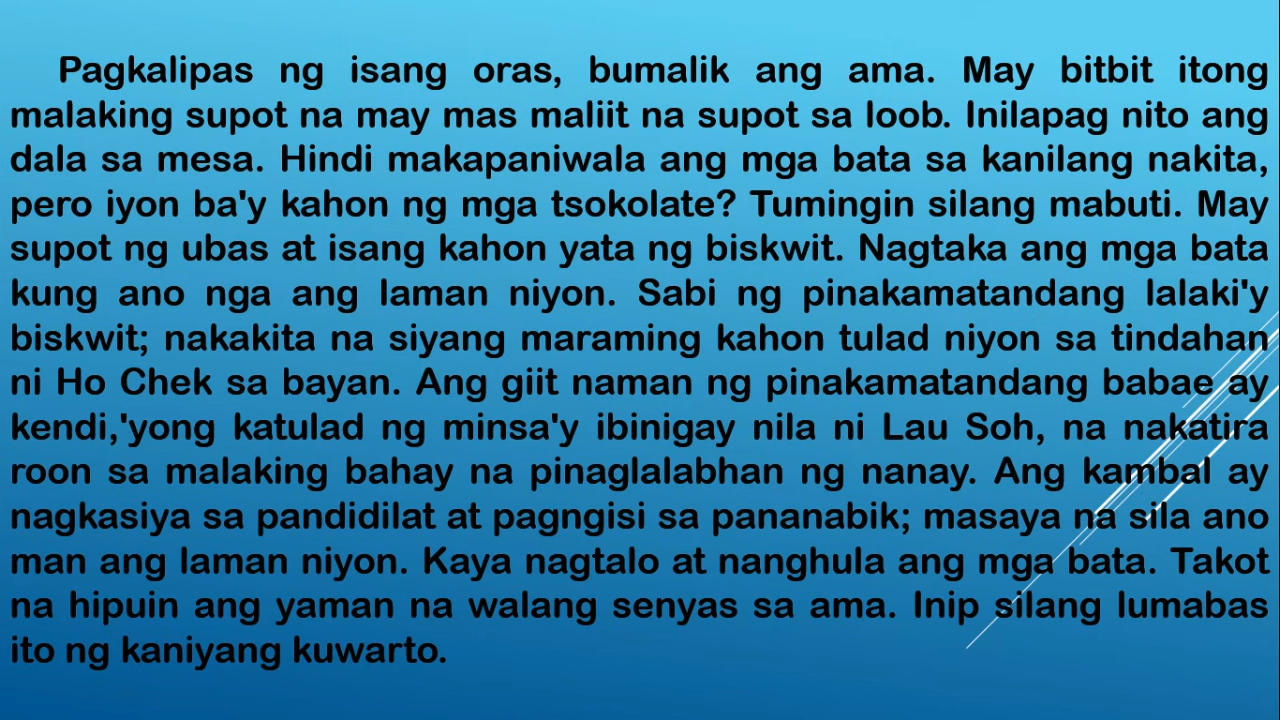 Pagkalipas ng isang oras, bumalik ang ama. May bitbit itong
malaking supot na may mas maliit na supot sa loob. Inilapag nito ang
dala sa mesa. Hindi makapaniwala ang mga bata sa kanilang nakita,
pero iyon ba'y kahon ng mga tsokolate? Tumingin silang mabuti. May
supot ng ubas at isang kahon yata ng biskwit. Nagtaka ang mga bata
kung ano nga ang laman niyon. Sabi ng pinakamatandang lalaki'y
biskwit; nakakita na siyang maraming kahon tulad niyon sa tindahan
ni Ho Chek sa bayan. Ang giit naman ng pinakamatandang babae ay
kendi,'yong katulad ng minsa'y ibinigay nila ni Lau Soh, na nakatira
roon sa malaking bahay na pinaglalabhan ng nanay. Ang kambal ay
nagkasiya sa pandidilat at pagngisi sa pananabik; masaya na sila ano
man ang laman niyon. Kaya nagtalo at nanghula ang mga bata. Takot
na hipuin ang yaman na walang senyas sa ama. Inip silang lumabas
ito ng kaniyang kuwarto.